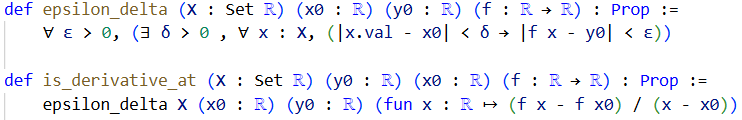 def epsilon_delta (X : Set ℝ) (x0 : ℝ) (y0 : ℝ) (f : ℝ → ℝ) : Prop :=
∀ ε > 0, (∃ δ > 0 , ∀ x : X, (|x.val - x0| < δ → |f x - y0| < ε))
def is_derivative_at (X : Set ℝ) (y0 : ℝ) (x0 : ℝ) (f : ℝ → ℝ) : Prop :=
epsilon_delta X (x0 : ℝ) (y0 : ℝ) (fun x : ℝ ↦ (f x - f x0) / (x - x0))